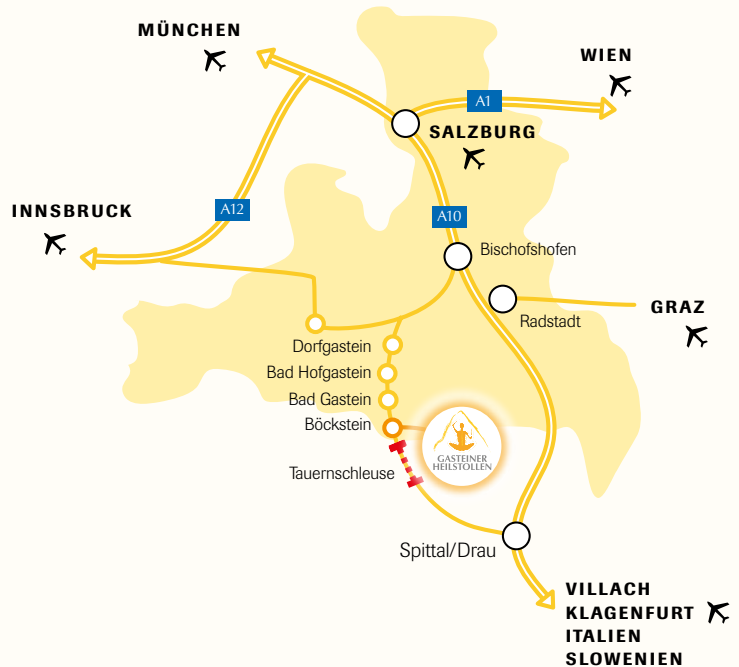 MÜNCHEN
WIEN
A1
SALZBURG
INNSBRUCK
A12
A10
Bischofshofen
GRAZ
Radstadt
Dorfgastein
Bad Hofgastein
Bad Gastein
Böckstein
GASTEINER
HEILSTOLLEN
Tauernschleuse
Spittal/Drau
VILLACH
KLAGENFURT
ITALIEN
SLOWENIEN